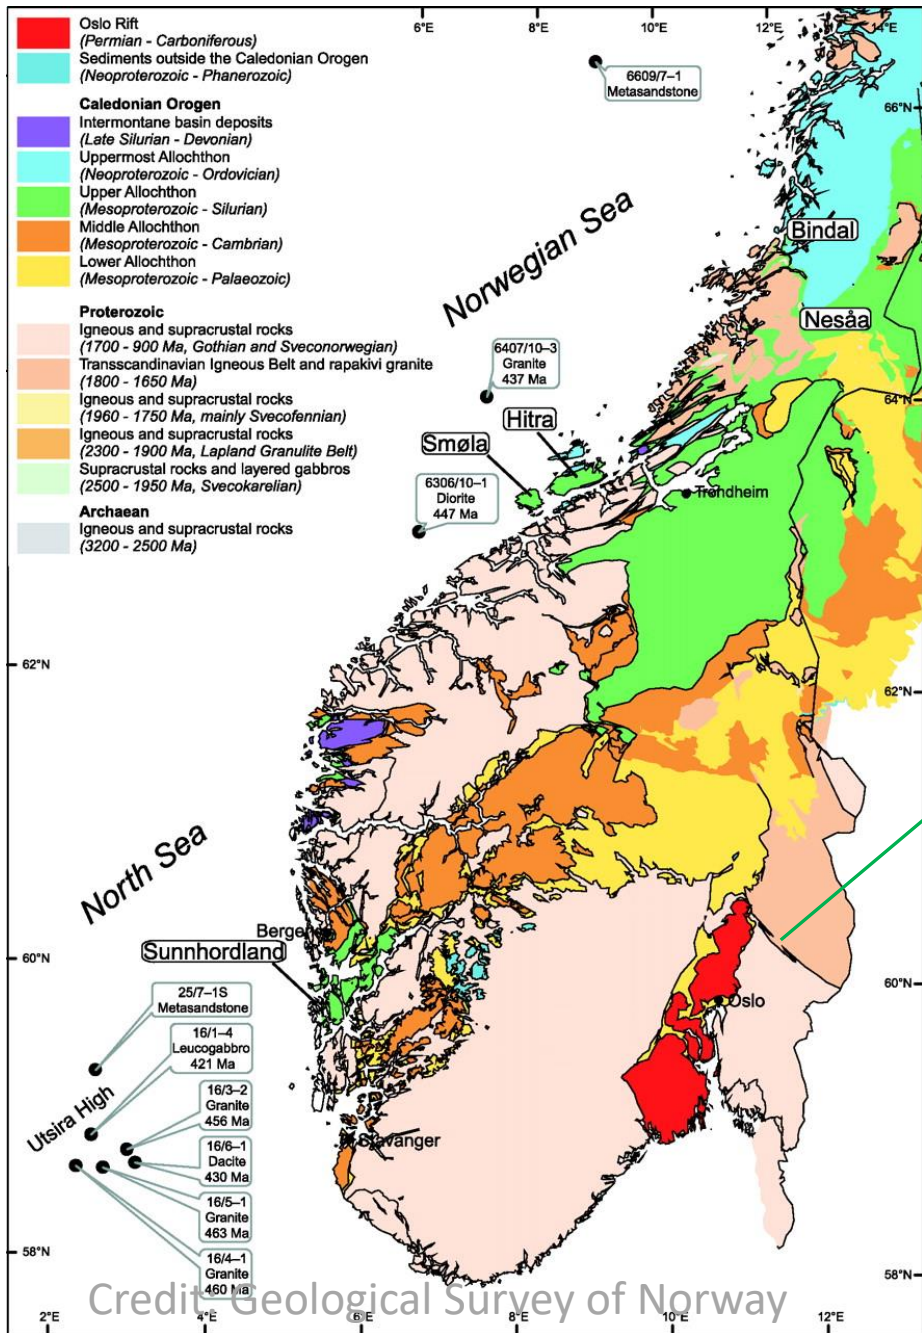 Oslo Rift
(Permian - Carboniferous)
Sediments outside the Caledonian Orogen
(Neoproterozoic - Phanerozoic)
Caledonian Orogen
Intermontane basin deposits
(Late Silurian - Devonian)
Uppermost Allochthon
(Neoproterozoic - Ordovician)
Upper Allochthon
(Mesoproterozoic - Silurian)
Middle Allochthon
(Mesoproterozoic - Cambrian)
Lower Allochthon
(Mesoproterozoic - Palaeozoic)
Proterozoic
Igneous and supracrustal rocks
(1700 - 900 Ma, Gothian and Sveconorwegian)
Transscandinavian Igneous Belt and rapakivi granite
(1800 - 1650 Ma)
Igneous and supracrustal rocks
(1960 - 1750 Ma, mainly Svecofennian)
Igneous and supracrustal rocks
(2300 - 1900 Ma, Lapland Granulite Belt)
Supracrustal rocks and layered gabbros
(2500 - 1950 Ma, Svecokarelian)
Archaean
Igneous and supracrustal rocks
(3200 - 2500 Ma)
6°E
8°E
10°E
12°E
14°E
6609/7–1
Metasandstone
66°N
Norwegian Sea
Bindal
Nesåa
6407/10–3
Granite
437 Ma
64°N
Hitra
Smøla
Trondheim
6306/10–1
Diorite
447 Ma
62°N
62°N
North Sea
Bergen
Sunnhordland
60°N
60°N
Oslo
25/7–1S
Metasandstone
16/1–4
Leucogabbro
421 Ma
Utsira High
16/3–2
Granite
456 Ma
16/6–1
Dacite
430 Ma
Stavanger
16/5–1
Granite
463 Ma
16/4–1
Granite
460 Ma
58°N
58°N
Credit: Geological Survey of Norway
2°E
4°E
6°E
8°E
10°E
12°E